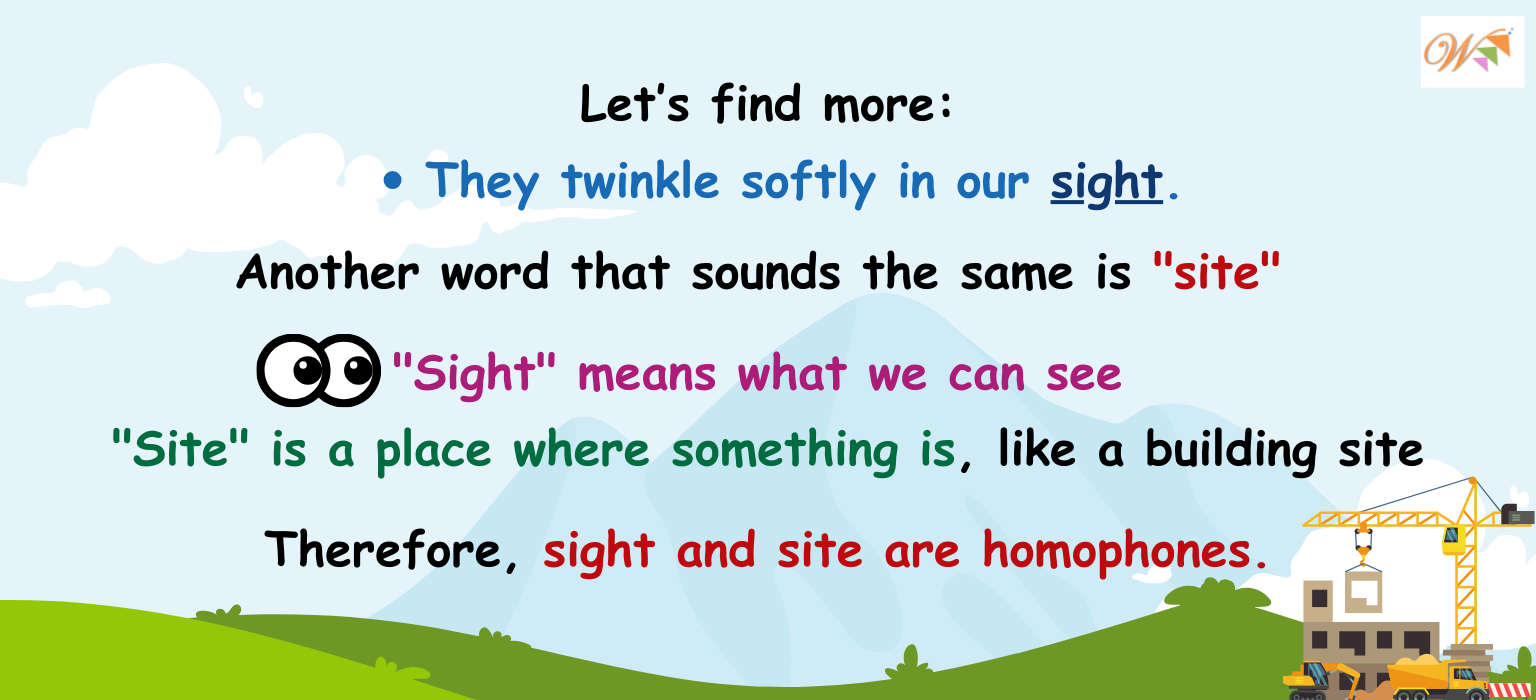 Let's find more:
• They twinkle softly in our sight.
Another word that sounds the same is "site"
"Sight" means what we can see
"Site" is a place where something is, like a building site
Therefore, sight and site are homophones.
W